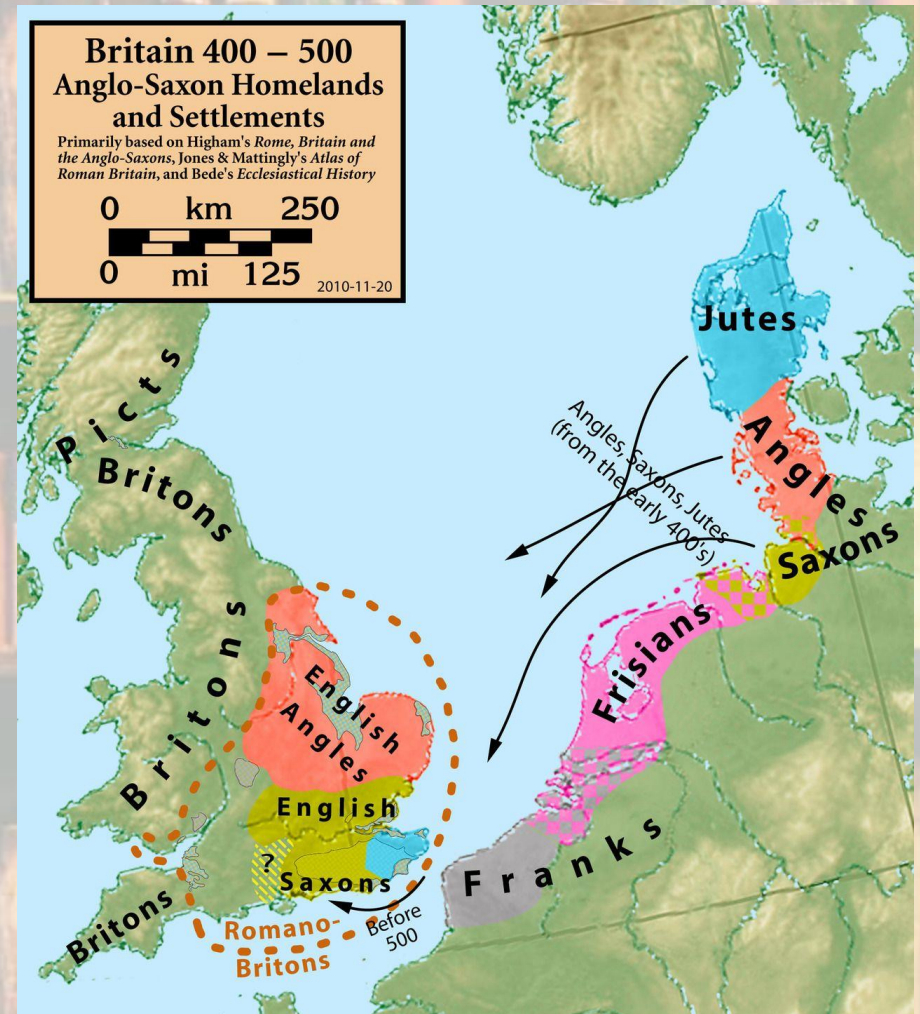 Britain 400 – 500
Anglo-Saxon Homelands
and Settlements
Primarily based on Higham's Rome, Britain and
the Anglo-Saxons, Jones & Mattingly's Atlas of
Roman Britain, and Bede's Ecclesiastical History
0 km 250
0 mi 125
2010-11-20
Jutes
Picts
Angles, Saxons, Jutes
(from the early 400's)
Angles
Britons
Saxons
Britons
Frisians
English
Angles
English
?
Saxons
Franks
Britons
Romano-
Britons
Before
500